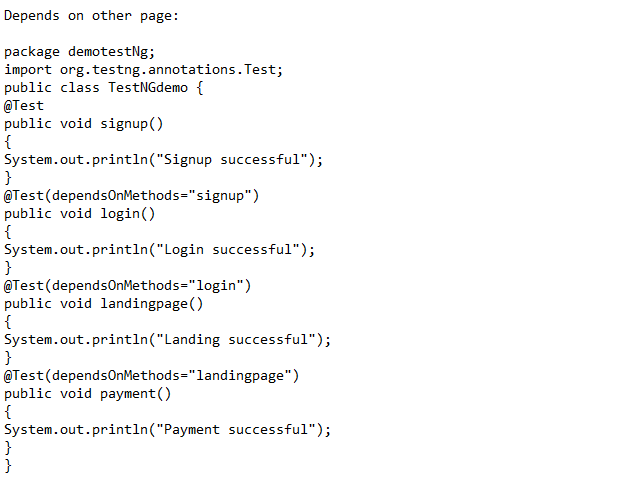 Depends on other page:

package demotestNg;
import org.testng.annotations.Test;
public class TestNGdemo {
@Test
public void signup()
{
System.out.println("Signup successful");
}
@Test(dependsOnMethods="signup")
public void login()
{
System.out.println("Login successful");
}
@Test(dependsOnMethods="login")
public void landingpage()
{
System.out.println("Landing successful");
}
@Test(dependsOnMethods="landingpage")
public void payment()
{
System.out.println("Payment successful");
}
}